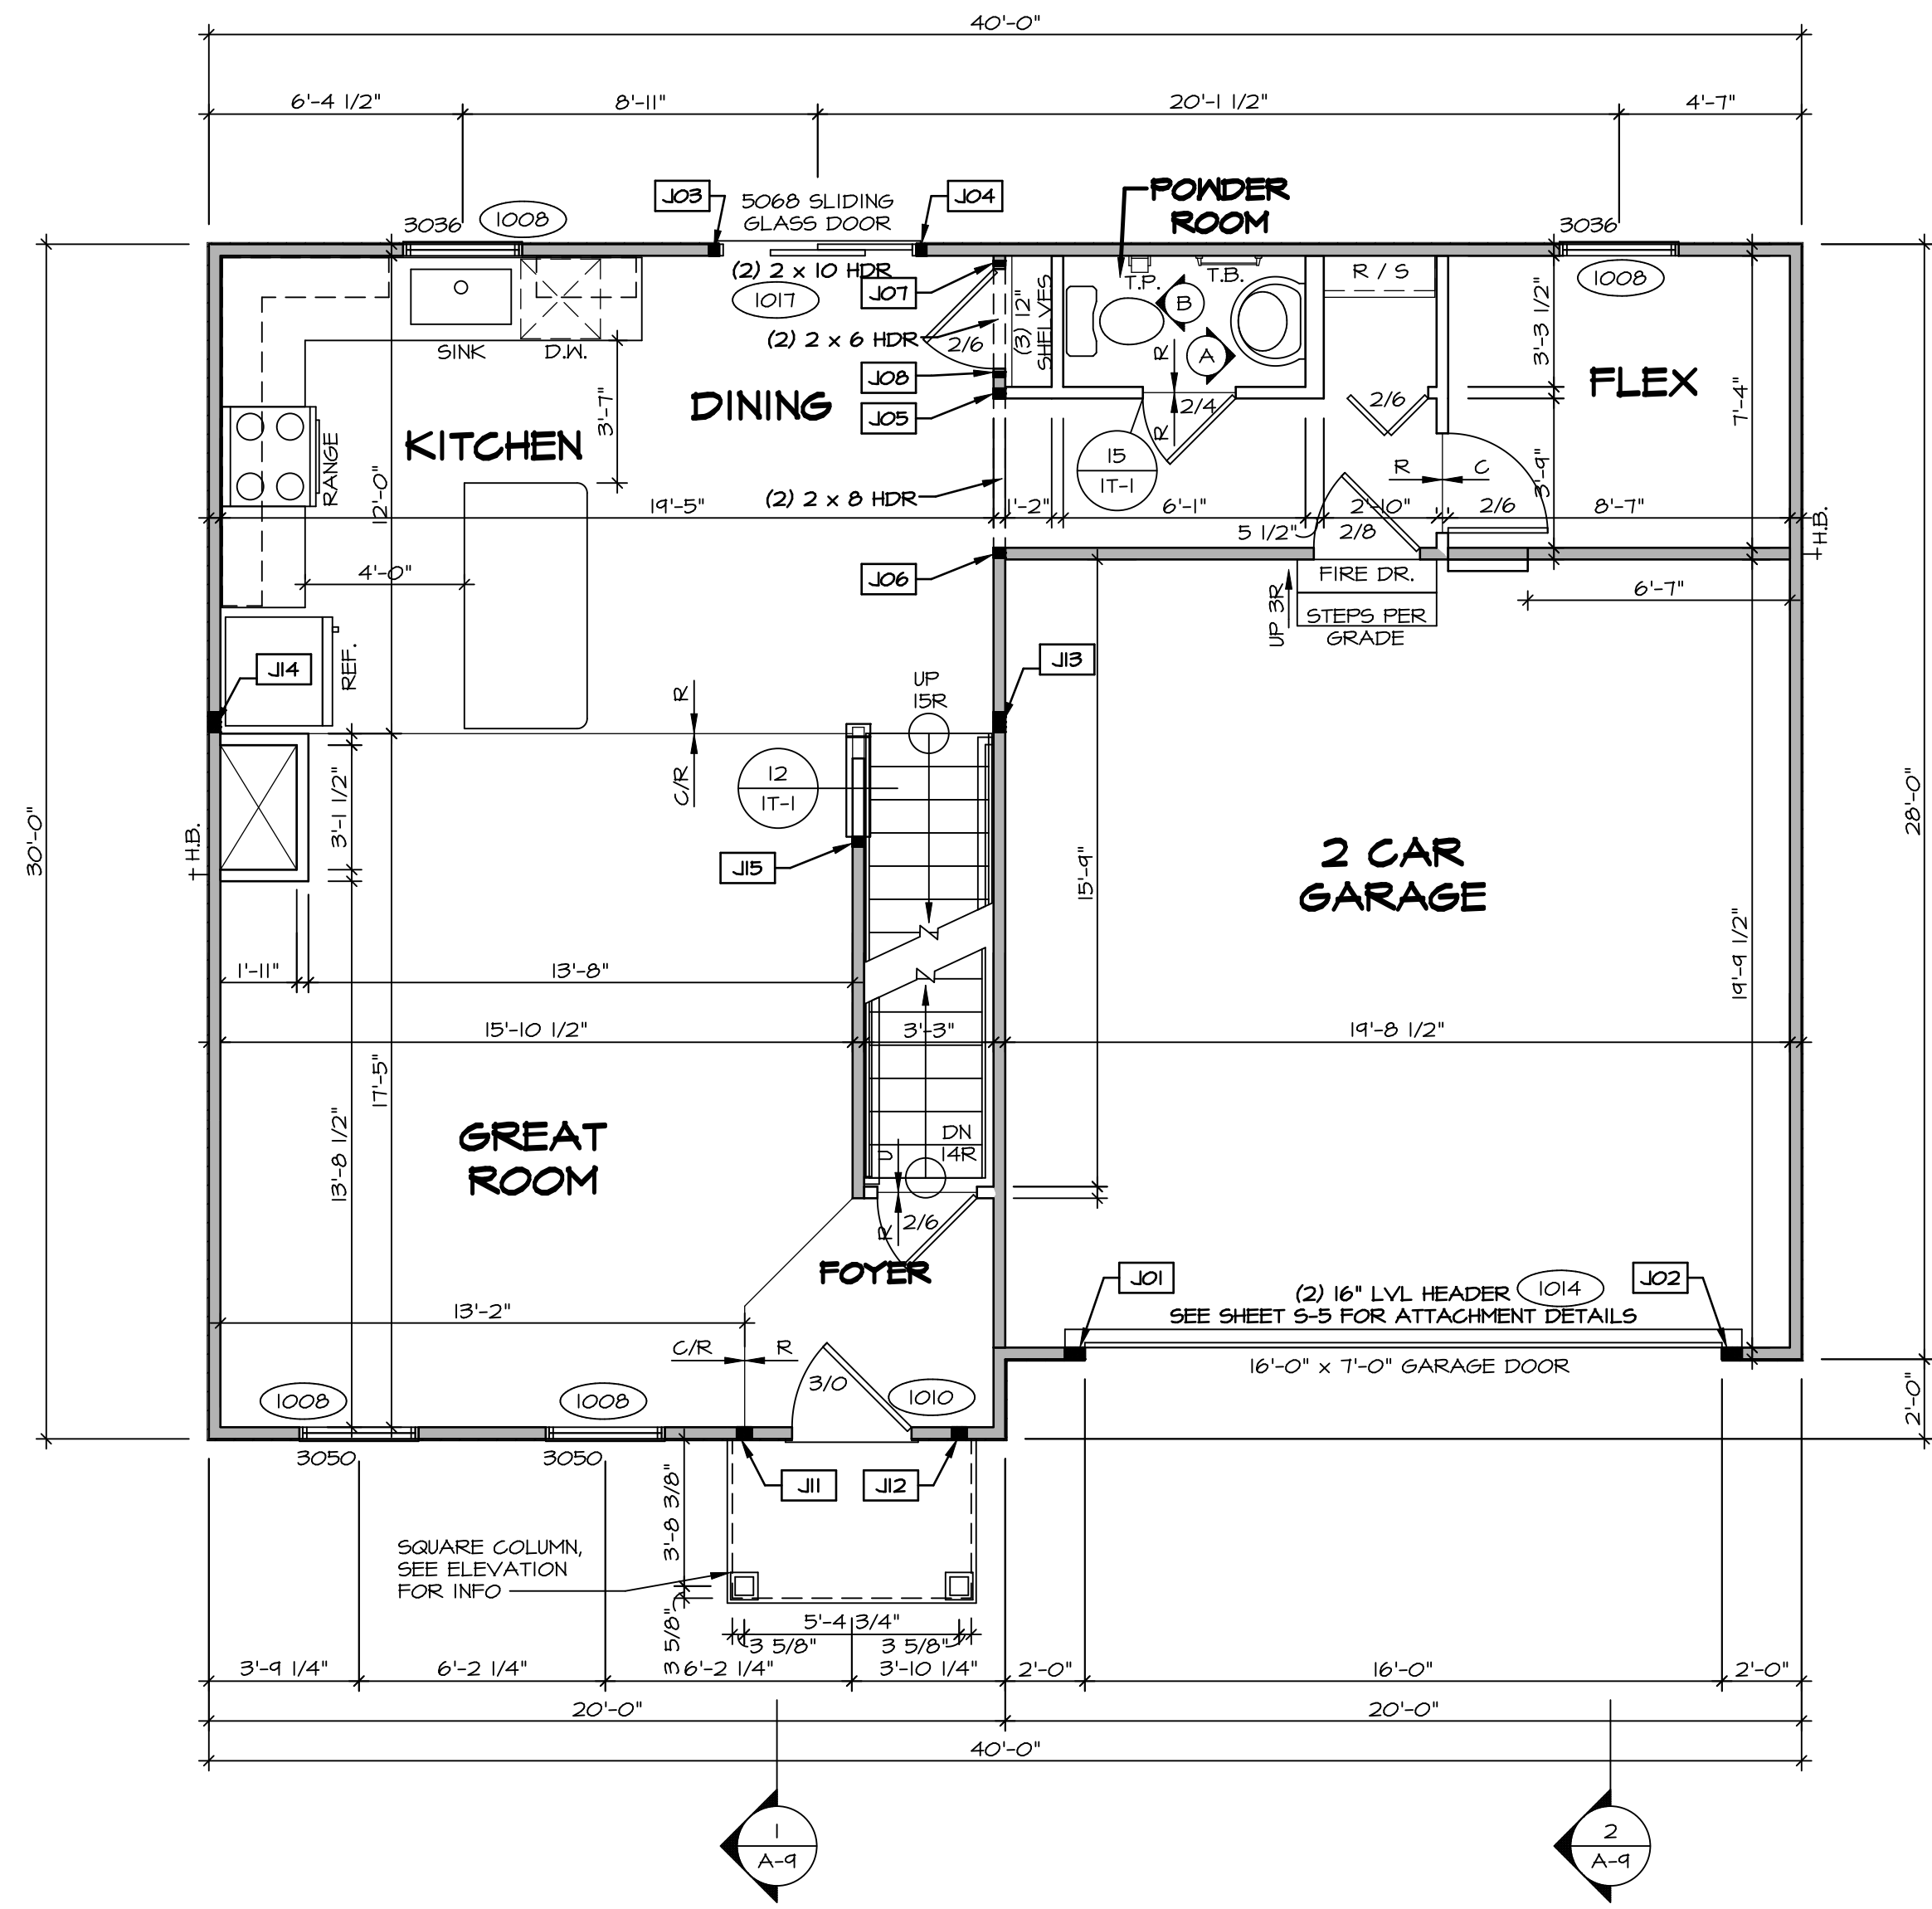 40'-0"
6'-4 1/2"
8'-11"
20'-1 1/2"
4'-7"
J03
5068 SLIDING
GLASS DOOR
J04
POWDER
ROOM
3036
1008
3036
1008
(2) 2 x 10 HDR
1017
J07
(2) 2 x 6 HDR
2/6
(3) 12"
SHELVES
T.P.
T.B.
B
A
R / S
SINK
D.W.
J08
J05
DINING
KITCHEN
RANGE
3'-7"
12'-0"
R
R
2/4
15
1T-1
2/6
FLEX
3'-3 1/2"
7'-4"
3'-9"
R
C
(2) 2 x 8 HDR
19'-5"
1'-2"
6'-1"
5 1/2"
2'-10"
2/8
2/6
8'-7"
H.B.
4'-0"
J06
FIRE DR.
STEPS PER
GRADE
UP 3R
6'-7"
REF.
J14
J13
UP
15R
R
C/R
12
1T-1
J15
30'-0"
H.B.
3'-1 1/2"
28'-0"
2 CAR
GARAGE
15'-9"
19'-9 1/2"
1'-11"
13'-8"
15'-10 1/2"
3'-3"
19'-8 1/2"
17'-5"
13'-8 1/2"
GREAT
ROOM
DN
14R
U
R
2/6
FOYER
J01
(2) 16" LVL HEADER
1014
J02
SEE SHEET S-5 FOR ATTACHMENT DETAILS
16'-0" x 7'-0" GARAGE DOOR
13'-2"
C/R
R
3/0
1008
1008
1010
2'-0"
3050
3050
J11
J12
3'-8 3/8"
SQUARE COLUMN,
SEE ELEVATION
FOR INFO
3 5/8"
5'-4 3/4"
3 5/8"
3 5/8"
3'-9 1/4"
6'-2 1/4"
6'-2 1/4"
3'-10 1/4"
2'-0"
16'-0"
2'-0"
20'-0"
20'-0"
40'-0"
1
A-9
2
A-9